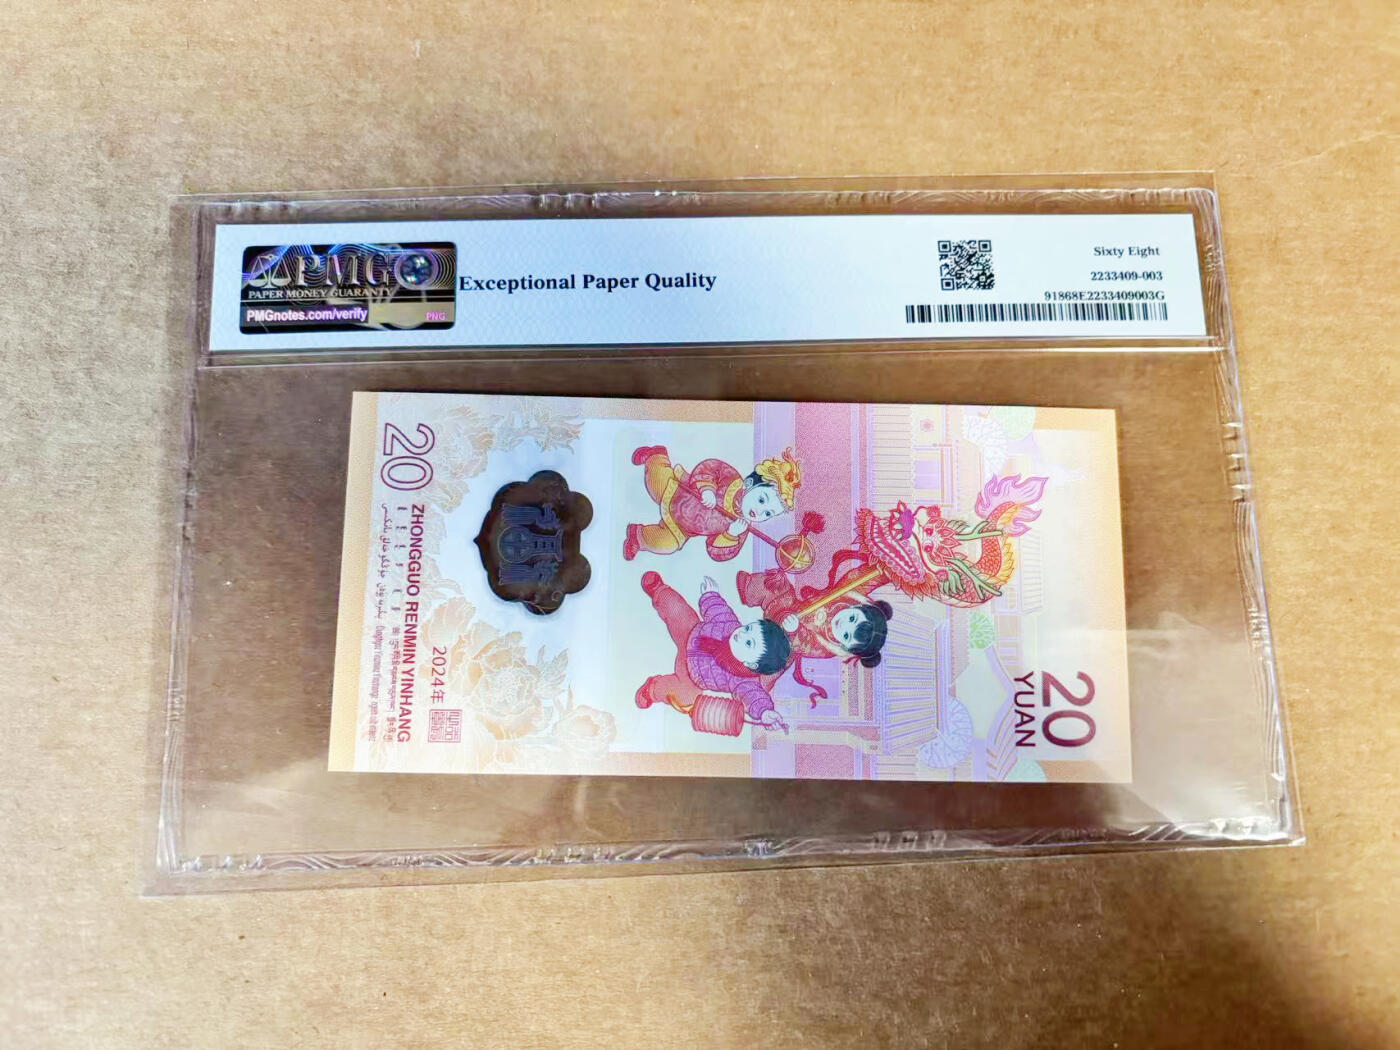 PMG
PAPER MONEY GUARANTY
PMGnotes.com/verify
PNG
Exceptional Paper Quality
Sixty Eight
2233409-003
91868E2233409003G
20
ZHONGGUO RENMIN YINHANG
2024年
20
YUAN